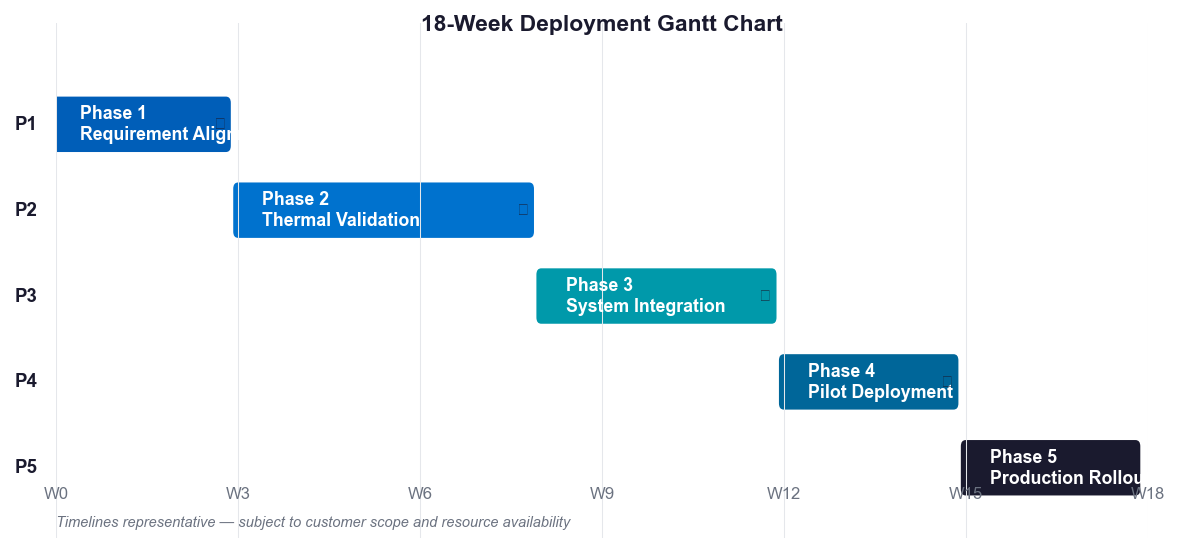 18-Week Deployment Gantt Chart
P1
Phase 1
Requirement Align
P2
Phase 2
Thermal Validation
P3
Phase 3
System Integration
P4
Phase 4
Pilot Deployment
P5
Phase 5
Production Rollou
W0 W3 W6 W9 W12 W15 W18
Timelines representative — subject to customer scope and resource availability